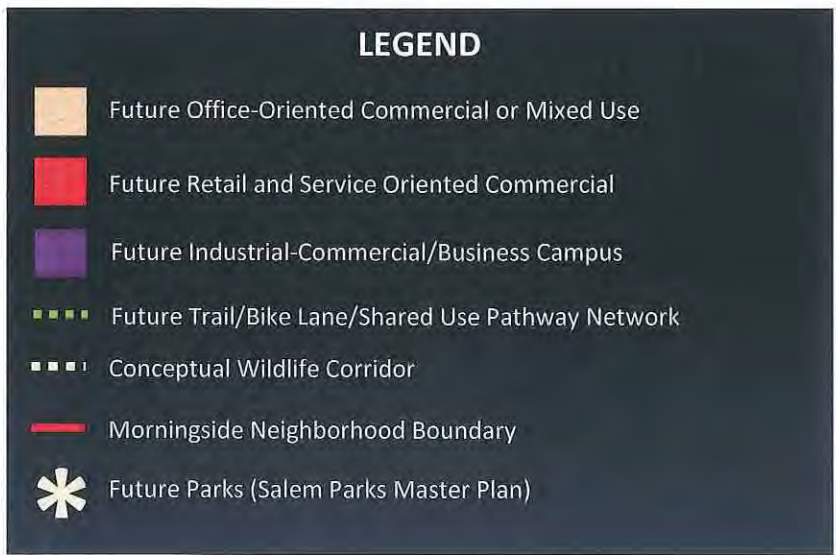 LEGEND
Future Office-Oriented Commercial or Mixed Use
Future Retail and Service Oriented Commercial
Future Industrial-Commercial/Business Campus
Future Trail/Bike Lane/Shared Use Pathway Network
Conceptual Wildlife Corridor
Morningside Neighborhood Boundary
Future Parks (Salem Parks Master Plan)